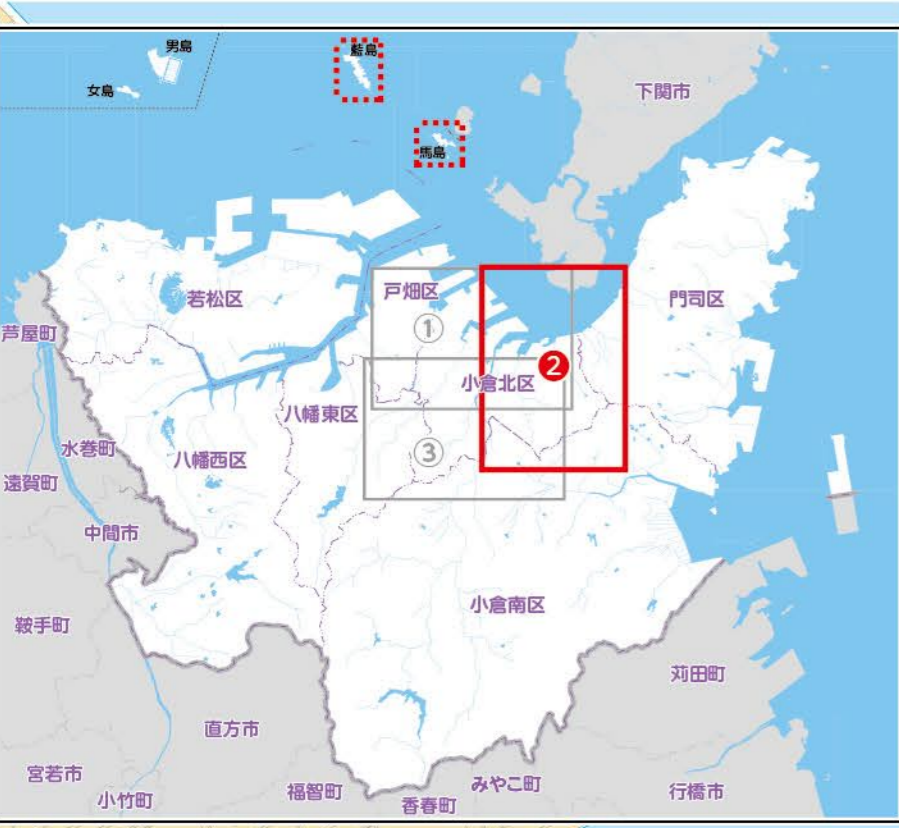 男島
藍島
女島
下関市
馬島
若松区
戸畑区
門司区
芦屋町
①
小倉北区
❷
八幡東区
水巻町
八幡西区
③
遠賀町
中間市
小倉南区
鞍手町
苅田町
直方市
宮若市
小竹町
福智町
みやこ町
香春町
行橋市